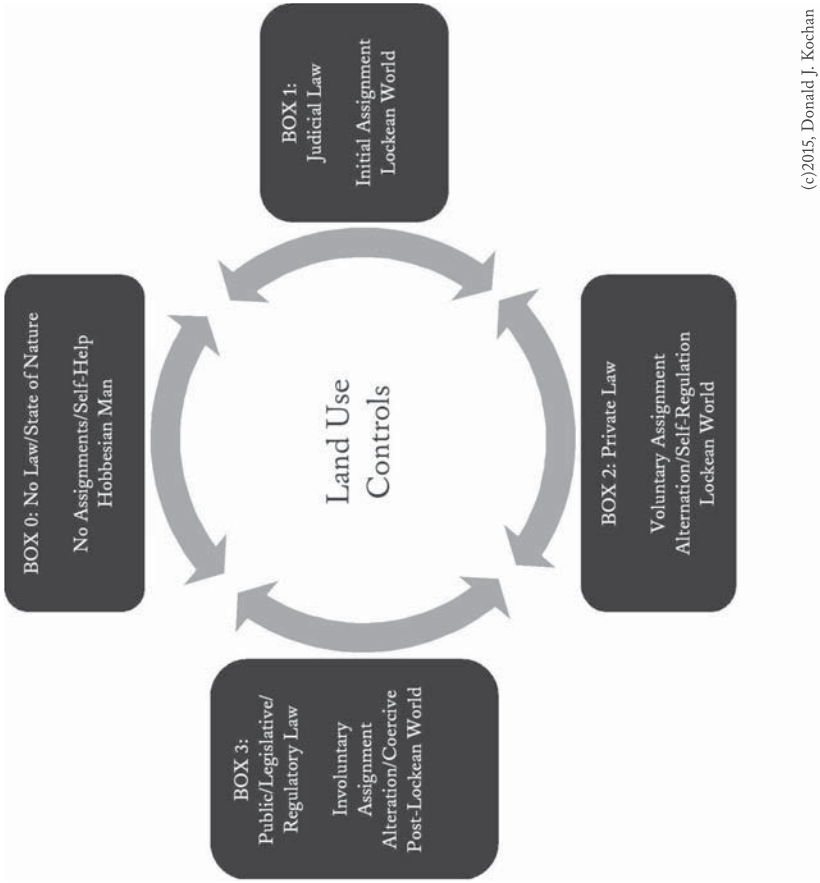 BOX 0: No Law/State of Nature
No Assignments/Self-Help
Hobbesian Man
BOX 1:
Judicial Law
Initial Assignment
Lockean World
Land Use
Controls
BOX 2: Private Law
Voluntary Assignment
Alternation/Self-Regulation
Lockean World
BOX 3:
Public/Legislative/
Regulatory Law
Involuntary
Assignment
Alteration/Coercive
Post-Lockean World
(c)2015, Donald J. Kochan